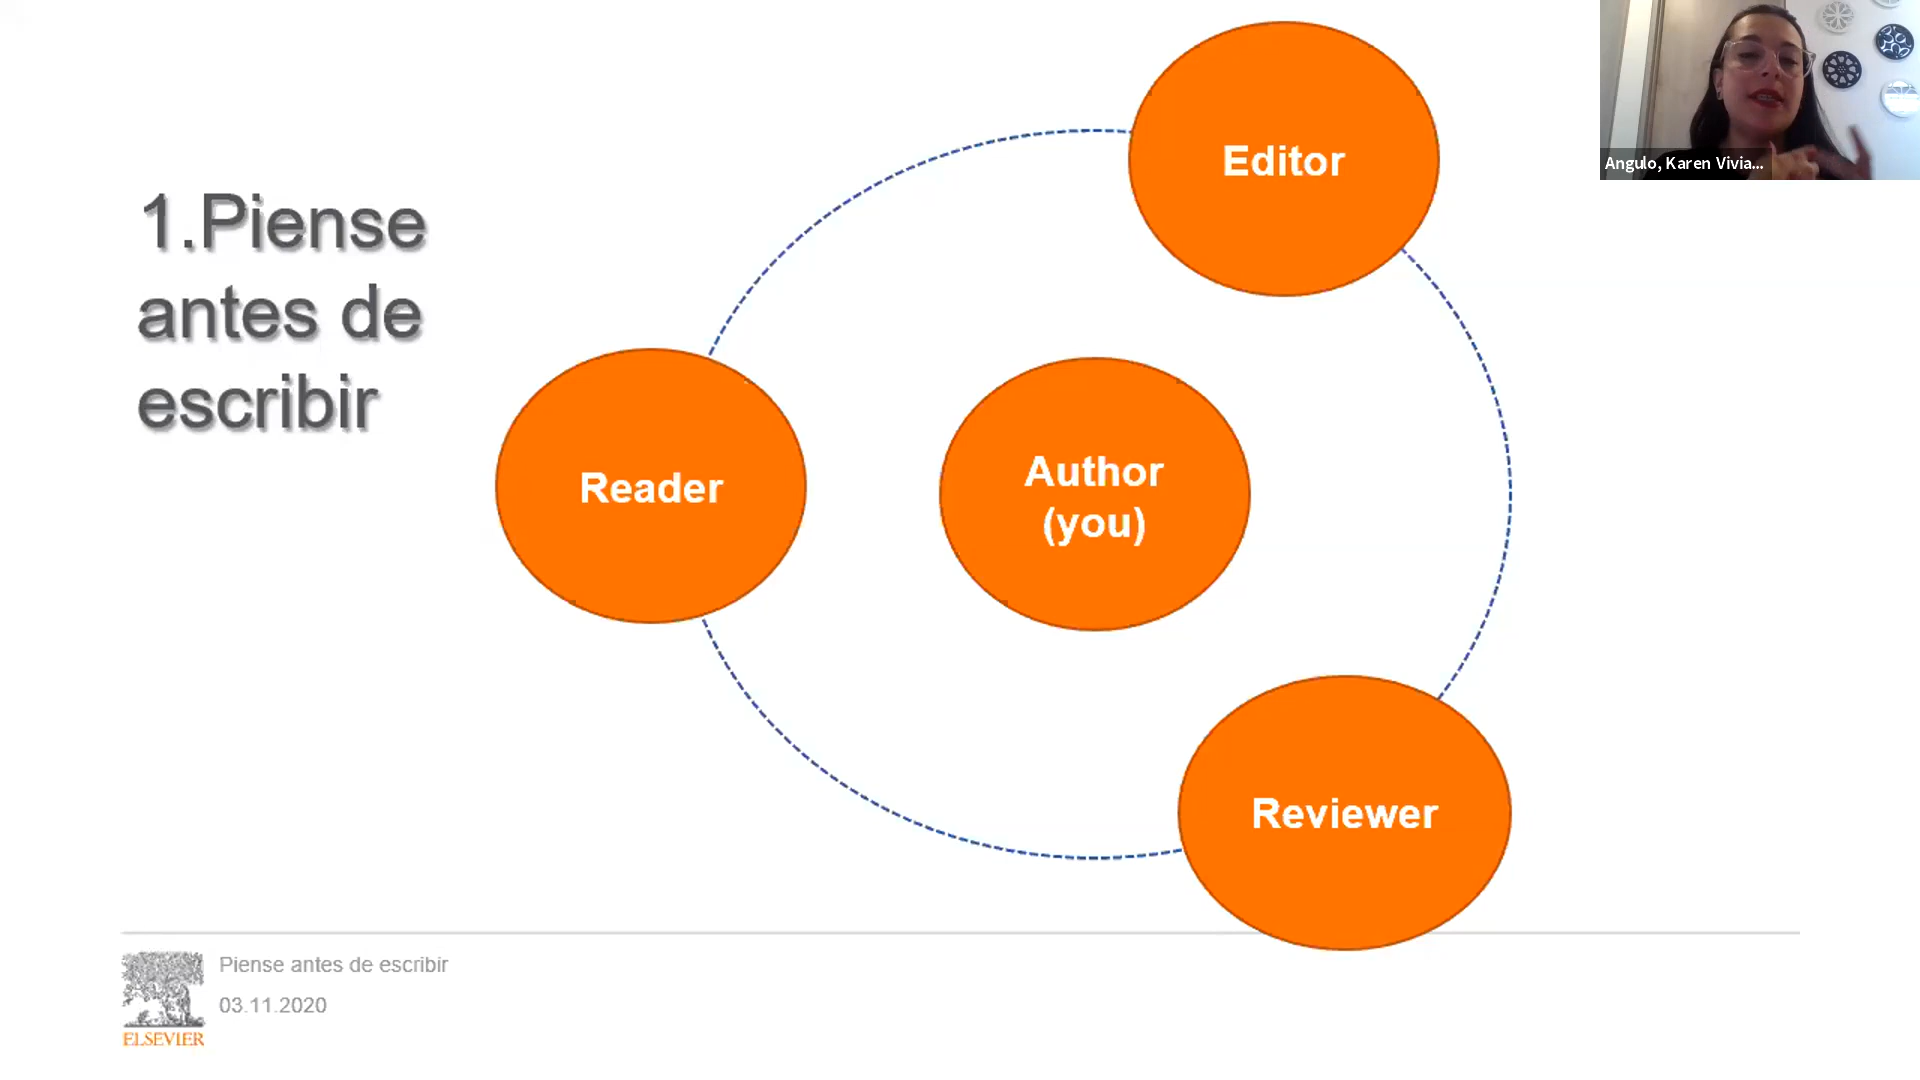 1.Piense
antes de
escribir
Editor
Angulo, Karen Vivia...
Reader
Author
(you)
Reviewer
Piense antes de escribir
03.11.2020
ELSEVIER